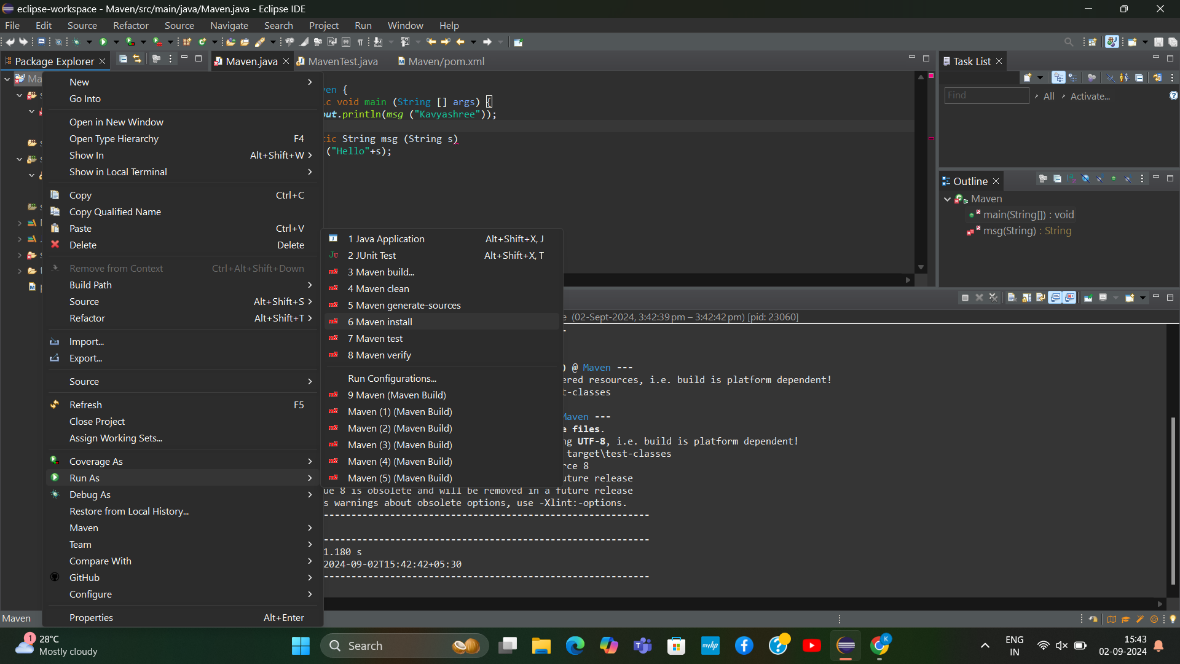 eclipse-workspace - Maven/src/main/java/Maven.java - Eclipse IDE
File Edit Source Refactor Source Navigate Search Project Run Window Help
Package Explorer
Maven.java
MavenTest.java
Maven/pom.xml
Ma
New
Go Into
Open in New Window
Open Type Hierarchy F4
Show In Alt+Shift+W
Show in Local Terminal
Copy Ctrl+C
Copy Qualified Name
Paste Ctrl+V
Delete Delete
Remove from Context Ctrl+Alt+Shift+Down
Build Path
Source Alt+Shift+S
Refactor Alt+Shift+T
Import...
Export...
Source
Refresh F5
Close Project
Assign Working Sets...
Coverage As
Run As
Debug As
Restore from Local History...
Maven
Team
Compare With
GitHub
Configure
Properties Alt+Enter
1 Java Application Alt+Shift+X, J
2 JUnit Test Alt+Shift+X, T
3 Maven build...
4 Maven clean
5 Maven generate-sources
6 Maven install
7 Maven test
8 Maven verify
Run Configurations...
9 Maven (Maven Build)
Maven (1) (Maven Build)
Maven (2) (Maven Build)
Maven (3) (Maven Build)
Maven (4) (Maven Build)
Maven (5) (Maven Build)
ven {
ic void main (String [] args) {
out.println(msg ("Kavyashree"));
tic String msg (String s)
("Hello"+s);
Task List
Find
All
Activate...
Outline
Maven
main(String[]) : void
msg(String) : String
e (02-Sept-2024, 3:42:39 pm – 3:42:42 pm) [pid: 23060]
) @ Maven ---
ered resources, i.e. build is platform dependent!
t-classes
Maven ---
e files.
ng UTF-8, i.e. build is platform dependent!
target\test-classes
rce 8
uture release
ue 8 is obsolete and will be removed in a future release
s warnings about obsolete options, use -Xlint:-options.
------------------------------------------------------
------------------------------------------------------
1.180 s
2024-09-02T15:42:42+05:30
------------------------------------------------------
Maven
1
28°C
Mostly cloudy
Search
ENG
IN
15:43
02-09-2024